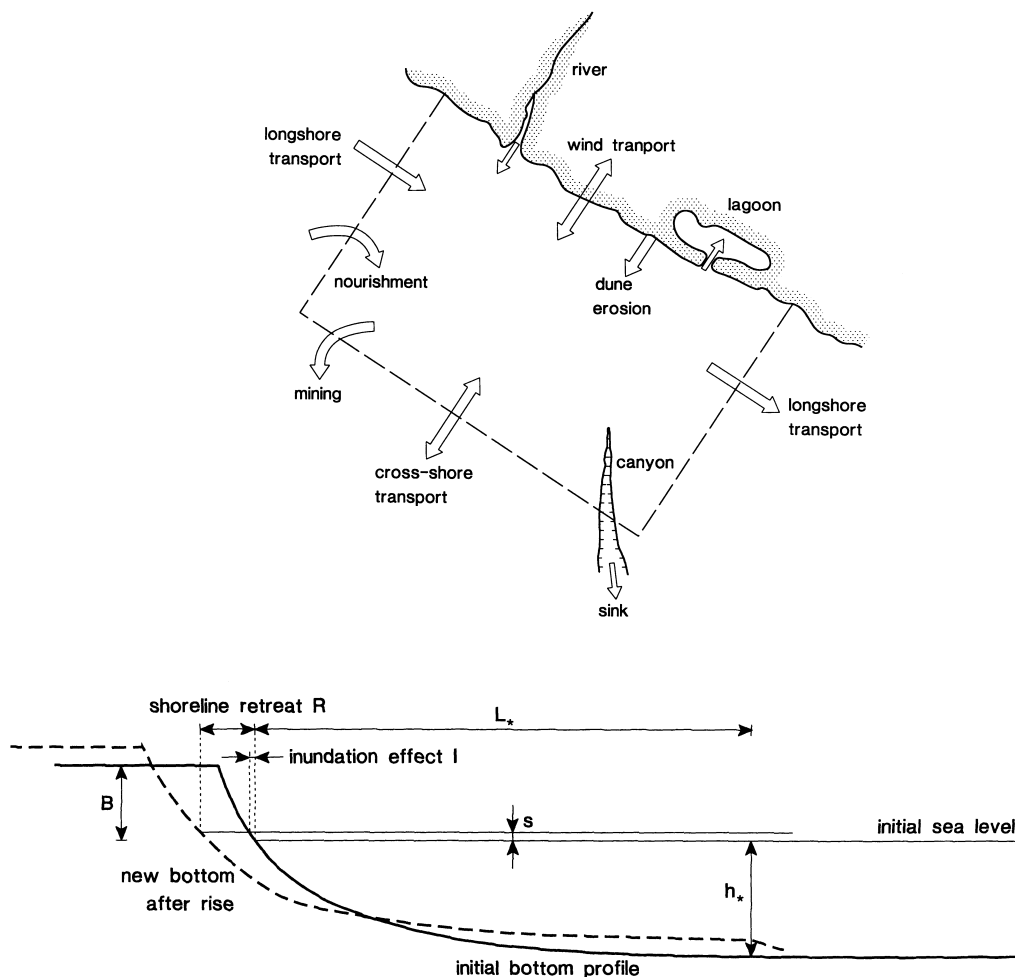 river
longshore
transport
wind tranport
lagoon
nourishment
dune
erosion
mining
longshore
transport
cross-shore
transport
canyon
sink
shoreline retreat R
L*
inundation effect I
B
s
initial sea level
new bottom
after rise
h*
initial bottom profile